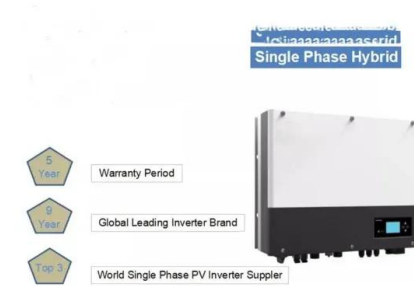 Single Phase Hybrid
5
Year
Warranty Period
9
Year
Global Leading Inverter Brand
Top 3
World Single Phase PV Inverter Suppler